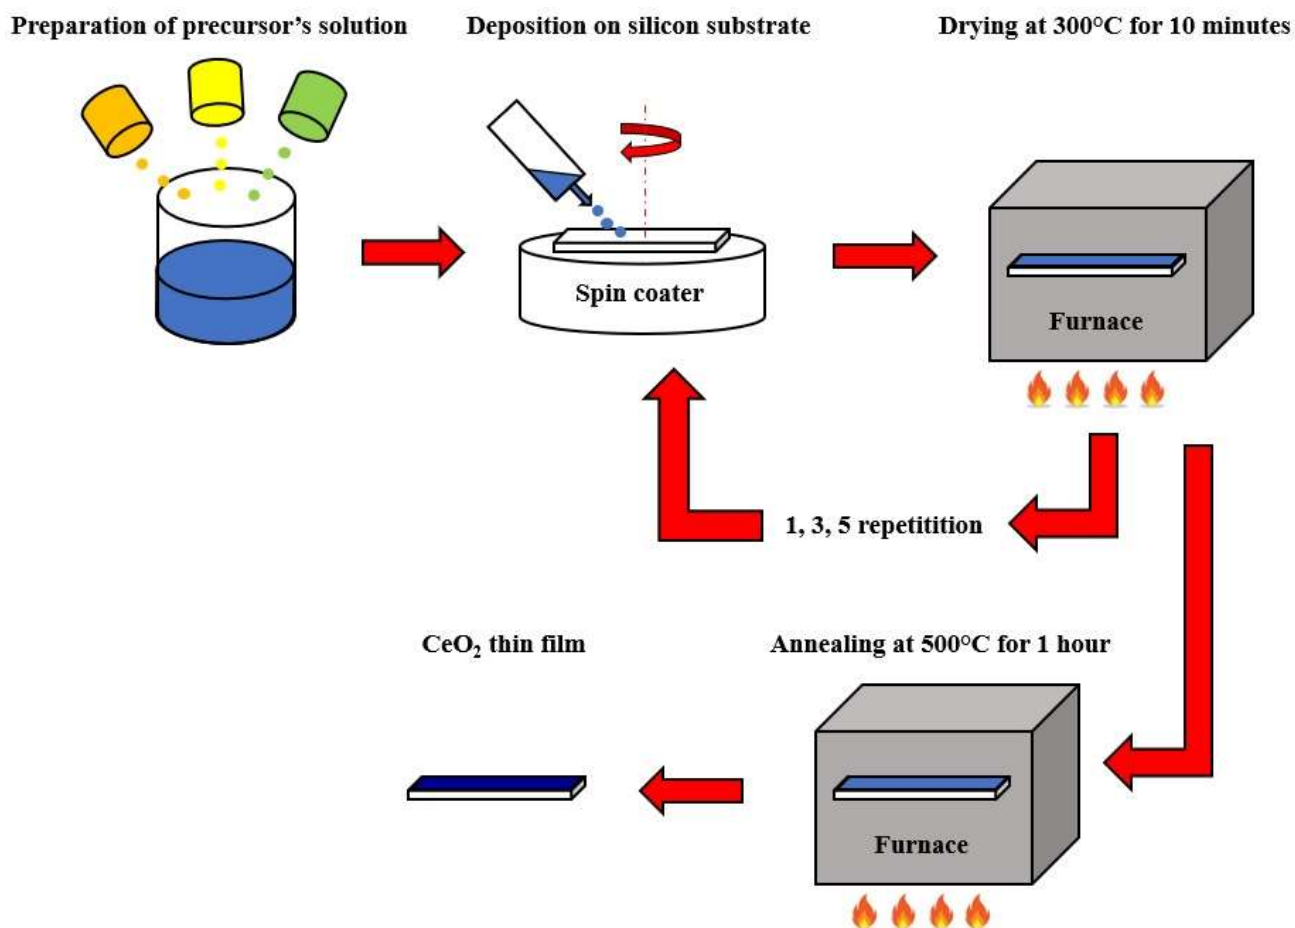 Preparation of precursor's solution
Deposition on silicon substrate
Drying at 300°C for 10 minutes
Spin coater
Furnace
1, 3, 5 repetitition
CeO₂ thin film
Annealing at 500°C for 1 hour
Furnace